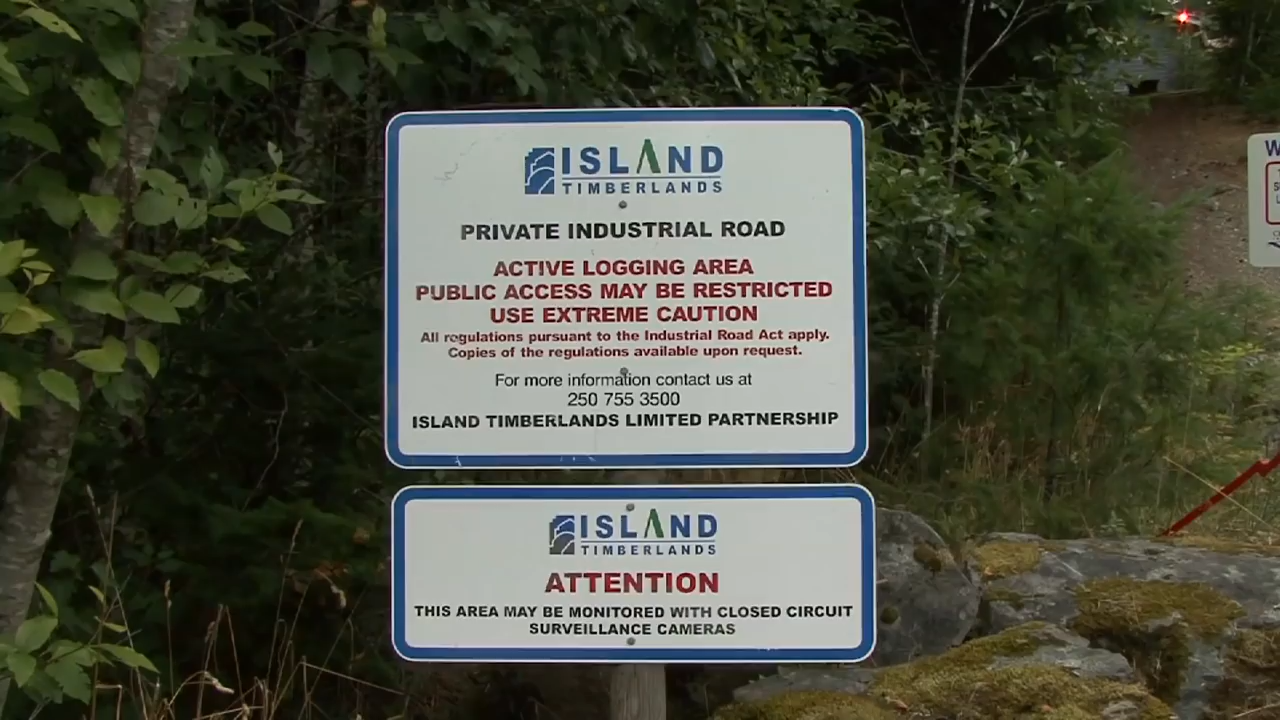 ISLAND
TIMBERLANDS
PRIVATE INDUSTRIAL ROAD
ACTIVE LOGGING AREA
PUBLIC ACCESS MAY BE RESTRICTED
USE EXTREME CAUTION
All regulations pursuant to the Industrial Road Act apply.
Copies of the regulations available upon request.
For more information contact us at
250 755 3500
ISLAND TIMBERLANDS LIMITED PARTNERSHIP
ISLAND
TIMBERLANDS
ATTENTION
THIS AREA MAY BE MONITORED WITH CLOSED CIRCUIT
SURVEILLANCE CAMERAS